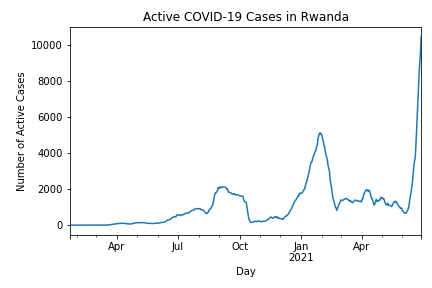 Active COVID-19 Cases in Rwanda
Number of Active Cases
10000
8000
6000
4000
2000
0
Apr Jul Oct Jan Apr
2021
Day